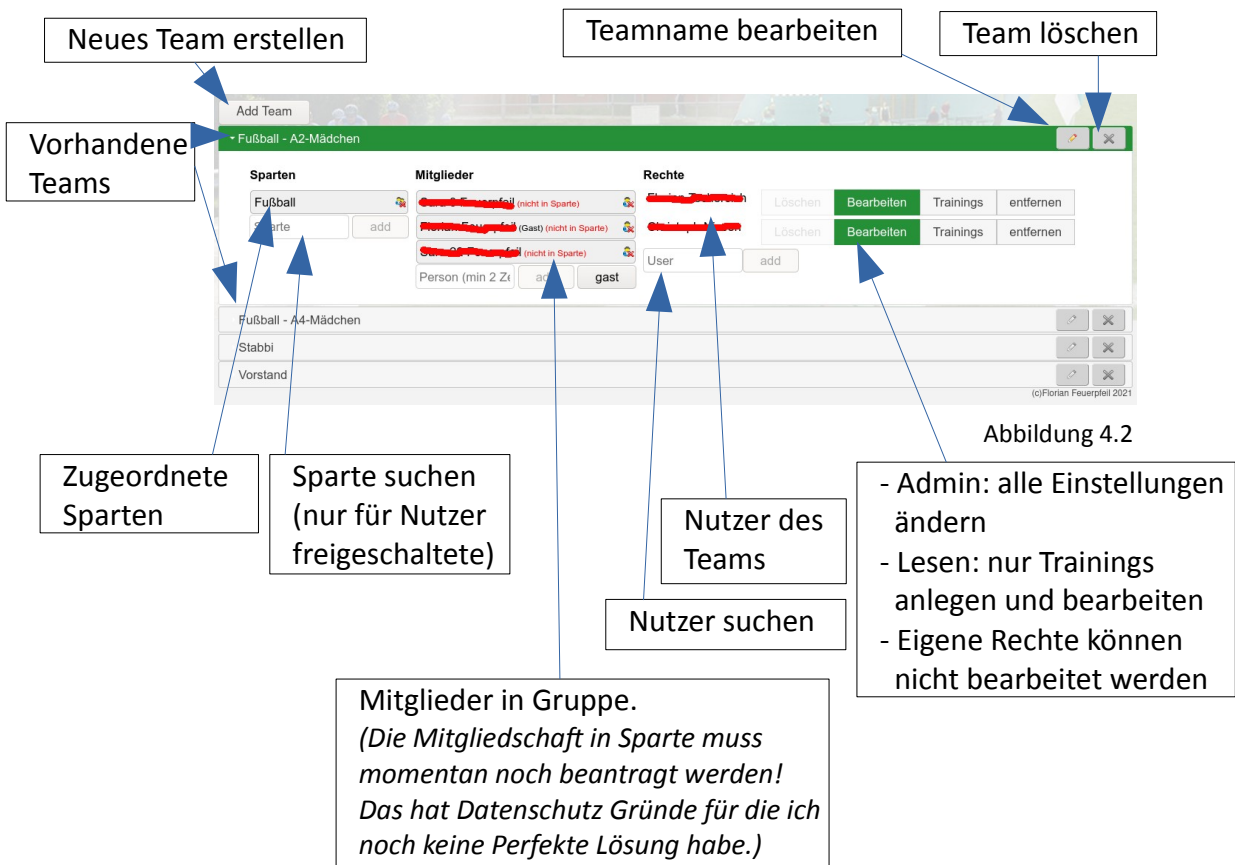 Neues Team erstellen
Teamname bearbeiten
Team löschen
Vorhandene
Teams
Add Team
Fußball - A2-Mädchen
Sparten
Mitglieder
Rechte
Fußball
(nicht in Sparte)
Löschen
Bearbeiten
Trainings
entfernen
add
(Gast) (nicht in Sparte)
Löschen
Bearbeiten
Trainings
entfernen
(nicht in Sparte)
User
add
Person (min 2
gast
Fußball - A4-Mädchen
Stabbi
Vorstand
(c)Florian Feuerpfeil 2021
Abbildung 4.2
Zugeordnete
Sparten
Sparte suchen
(nur für Nutzer
freigeschaltete)
Nutzer des
Teams
Nutzer suchen
- Admin: alle Einstellungen
ändern
- Lesen: nur Trainings
anlegen und bearbeiten
- Eigene Rechte können
nicht bearbeitet werden
Mitglieder in Gruppe.
(Die Mitgliedschaft in Sparte muss
momentan noch beantragt werden!
Das hat Datenschutz Gründe für die ich
noch keine Perfekte Lösung habe.)